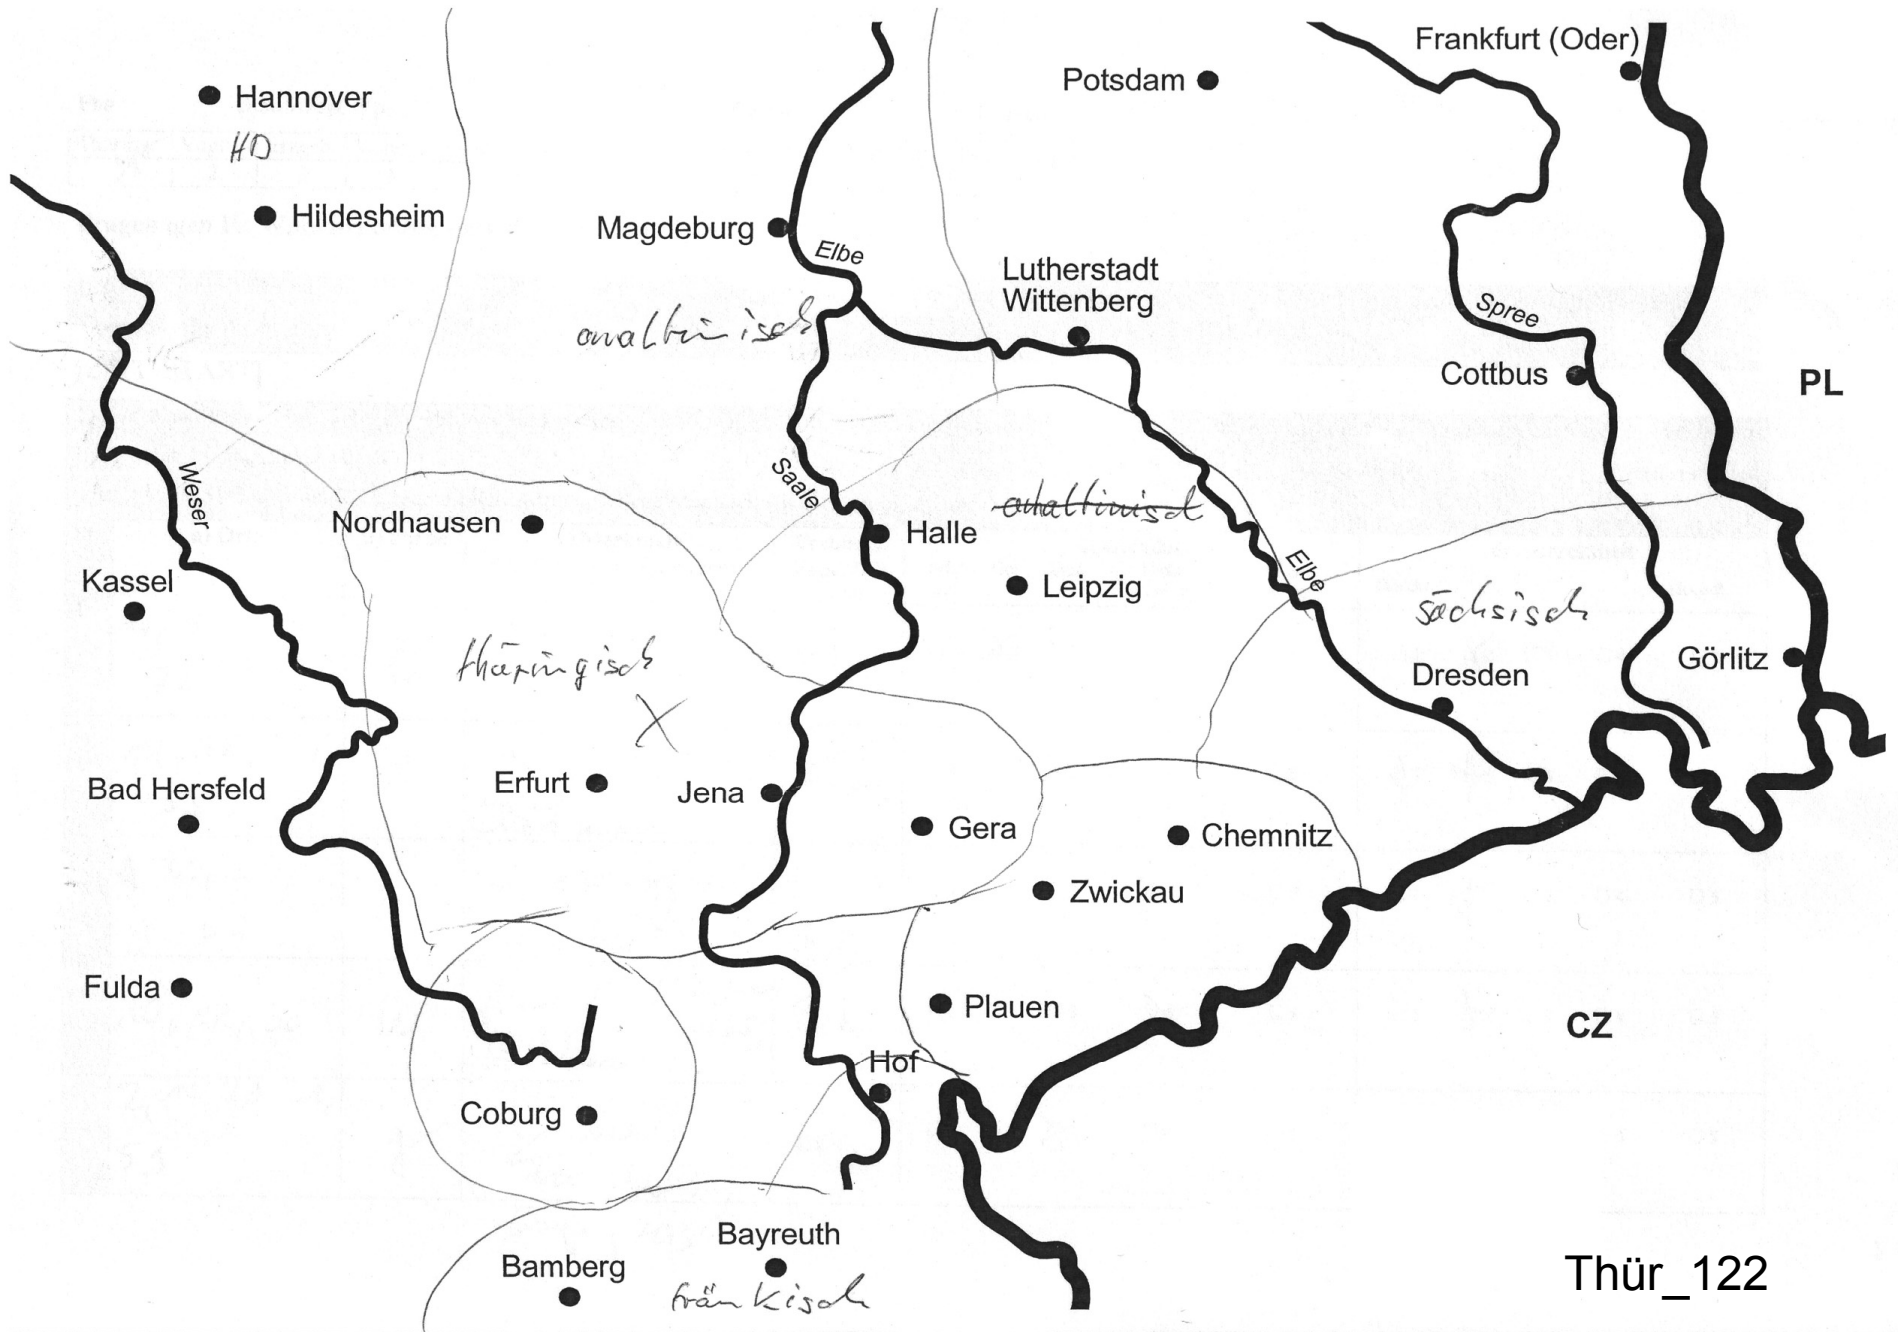 Frankfurt (Oder)
Potsdam
Hannover
HD
Hildesheim
Magdeburg
Elbe
Lutherstadt
Wittenberg
anhaltinisch
Spree
Cottbus
PL
Weser
Saale
anhaltinisch
Nordhausen
Halle
Leipzig
Elbe
Kassel
sächsisch
thüringisch
X
Görlitz
Dresden
Bad Hersfeld
Erfurt
Jena
Gera
Chemnitz
Zwickau
Fulda
Plauen
CZ
Hof
Coburg
Bayreuth
Bamberg
fränkisch
Thür_122